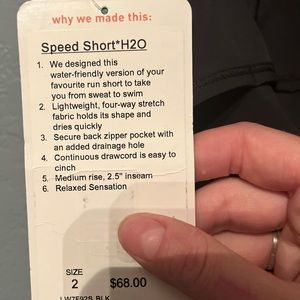 why we made this:
Speed Short*H2O
1. We designed this
water-friendly version of your
favourite run short to take
you from sweat to swim
2. Lightweight, four-way stretch
fabric holds its shape and
dries quickly
3. Secure back zipper pocket with
an added drainage hole
4. Continuous drawcord is easy to
cinch
5. Medium rise, 2.5" inseam
6. Relaxed Sensation
SIZE
2 $68.00
LW7F92S BLK